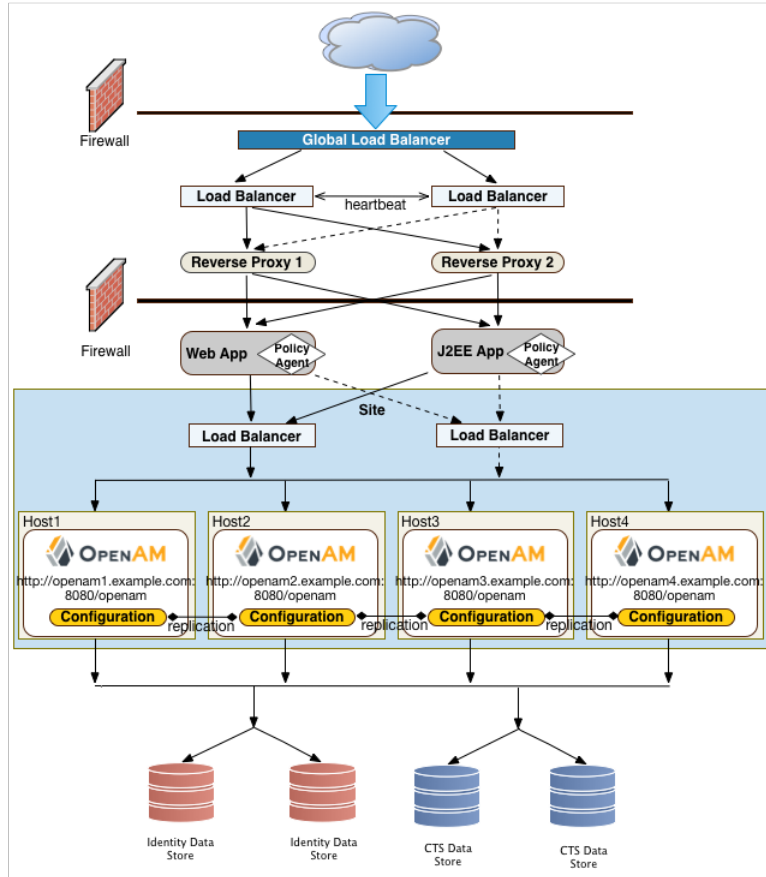 Firewall
Global Load Balancer
Load Balancer
heartbeat
Load Balancer
Reverse Proxy 1
Reverse Proxy 2
Firewall
Web App
Policy
Agent
J2EE App
Policy
Agent
Site
Load Balancer
Load Balancer
Host1
Host2
Host3
Host4
OPENAM
OPENAM
OPENAM
OPENAM
http://openam1.example.com:
8080/openam
http://openam2.example.com:
8080/openam
http://openam3.example.com:
8080/openam
http://openam4.example.com:
8080/openam
Configuration
replication
Configuration
replication
Configuration
replication
Configuration
Identity Data
Store
Identity Data
Store
CTS Data
Store
CTS Data
Store